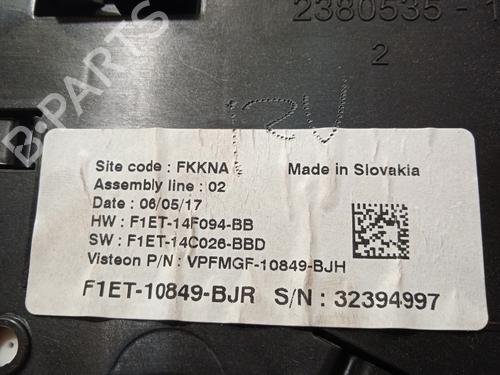 2380535 - 1
2
B-PARTS
Site code : FKKNA
Made in Slovakia
Assembly line : 02
Date : 06/05/17
HW : F1ET-14F094-BB
SW : F1ET-14C026-BBD
Visteon P/N : VPFMGF-10849-BJH
F1ET-10849-BJR S/N : 32394997